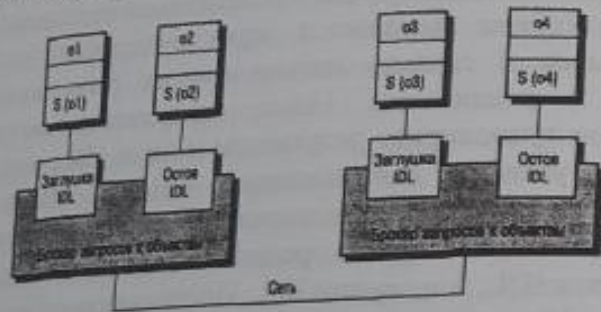 o1
o2
o3
o4
S (o1)
S (o2)
S (o3)
S (o4)
Заглушка
IDL
Остов
IDL
Заглушка
IDL
Остов
IDL
Брокер запросов к объектам
Брокер запросов к объектам
Сеть